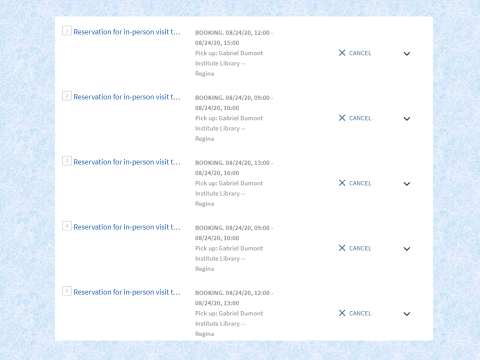 1 Reservation for in-person visit t...
BOOKING. 08/24/20, 12:00 -
08/24/20, 15:00
Pick up: Gabriel Dumont
Institute Library --
Regina
CANCEL
2 Reservation for in-person visit t...
BOOKING. 08/24/20, 09:00 -
08/24/20, 10:00
Pick up: Gabriel Dumont
Institute Library --
Regina
CANCEL
3 Reservation for in-person visit t...
BOOKING. 08/24/20, 13:00 -
08/24/20, 16:00
Pick up: Gabriel Dumont
Institute Library --
Regina
CANCEL
4 Reservation for in-person visit t...
BOOKING. 08/24/20, 09:00 -
08/24/20, 10:00
Pick up: Gabriel Dumont
Institute Library --
Regina
CANCEL
5 Reservation for in-person visit t...
BOOKING. 08/24/20, 12:00 -
08/24/20, 13:00
Pick up: Gabriel Dumont
Institute Library --
Regina
CANCEL